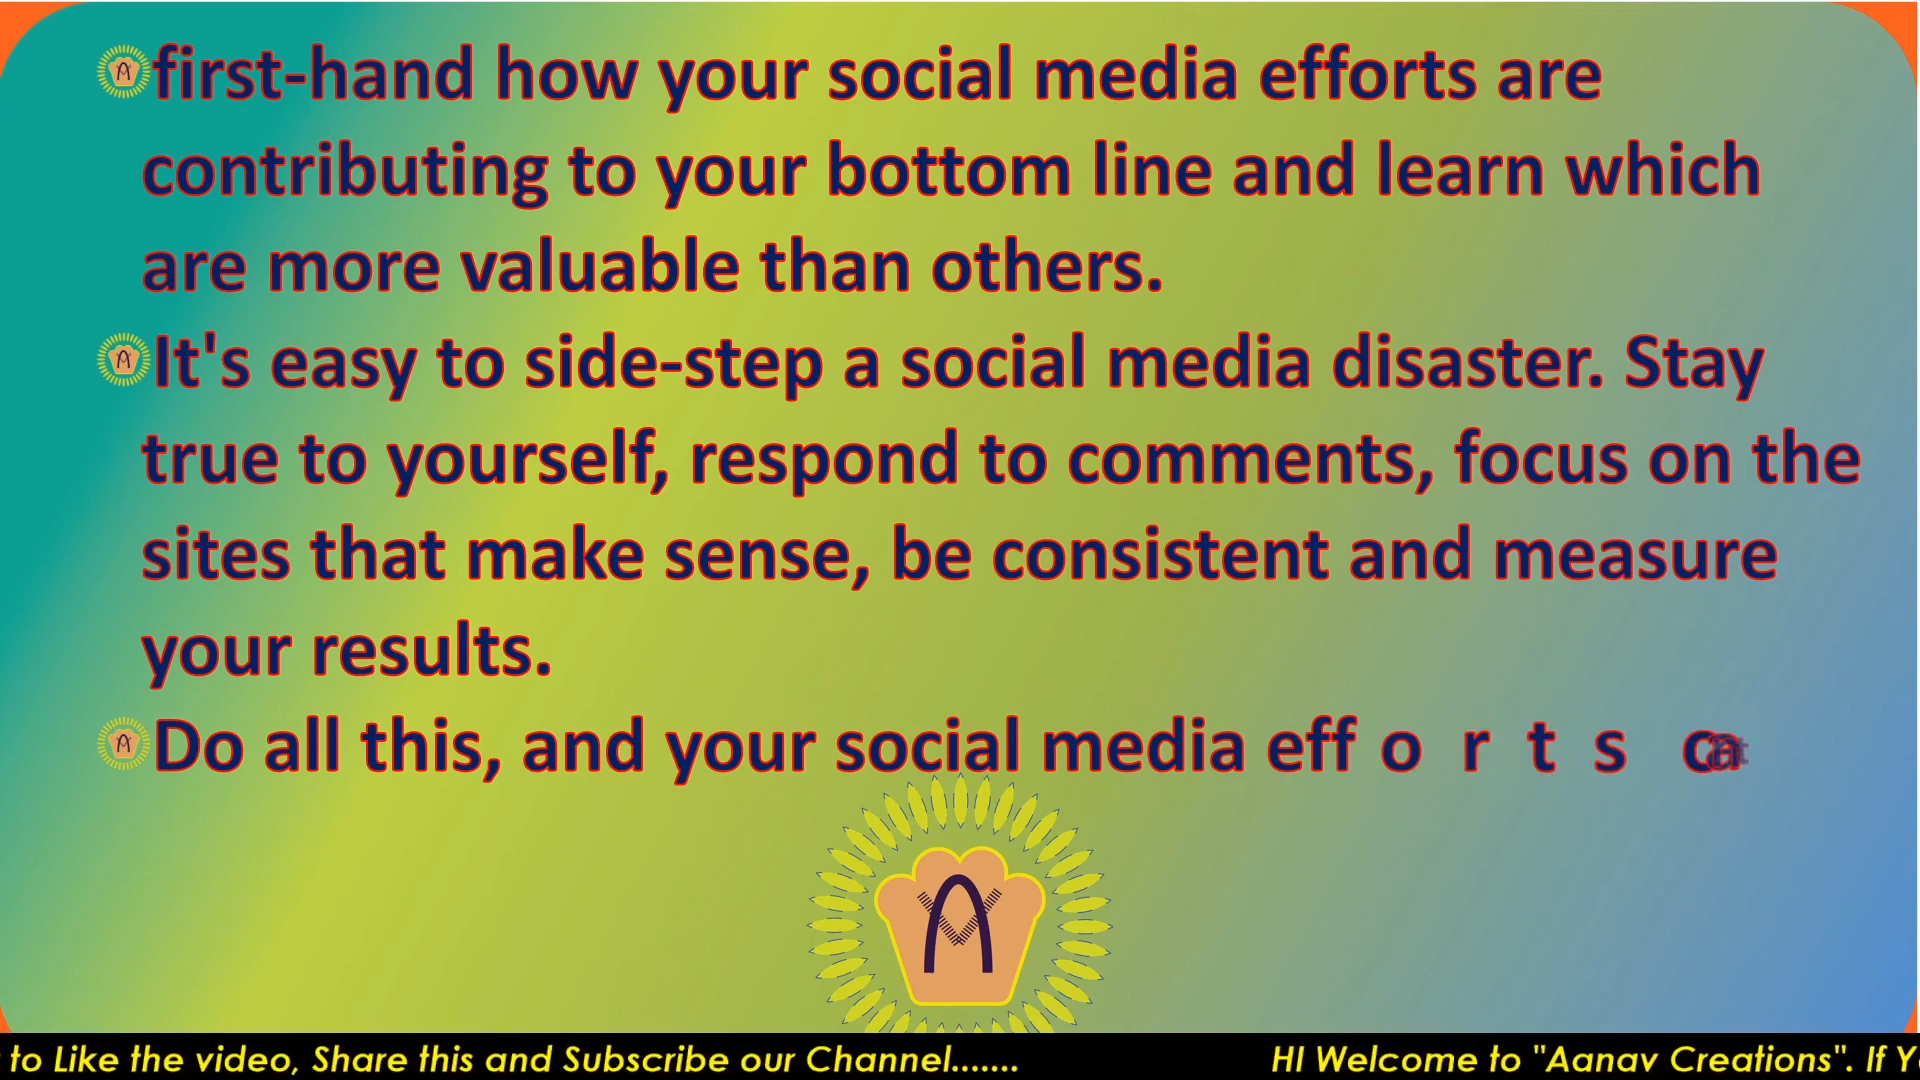 first-hand how your social media efforts are
contributing to your bottom line and learn which
are more valuable than others.
It's easy to side-step a social media disaster. Stay
true to yourself, respond to comments, focus on the
sites that make sense, be consistent and measure
your results.
Do all this, and your social media efforts
to Like the video, Share this and Subscribe our Channel....... HI Welcome to "Aanav Creations". If